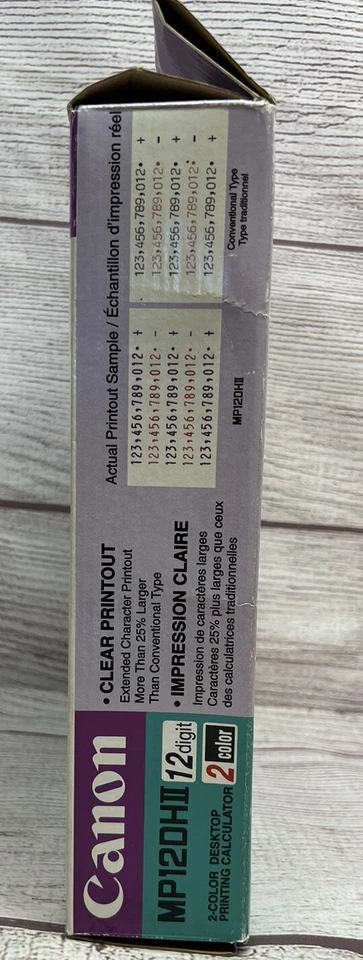 Canon
MP12DHII
12 digit
2 color
2-COLOR DESKTOP
PRINTING CALCULATOR
• CLEAR PRINTOUT
Extended Character Printout
More Than 25% Larger
Than Conventional Type
• IMPRESSION CLAIRE
Impression de caractères larges
Caractères 25% plus larges que ceux
des calculatrices traditionnelles
Actual Printout Sample / Échantillon d'impression réel
123,456,789,012• +
123,456,789,012• -
123,456,789,012• +
123,456,789,012• -
123,456,789,012• +
MP12DHII
123,456,789,012• +
123,456,789,012• -
123,456,789,012• +
123,456,789,012• -
123,456,789,012• +
Conventional Type
Type traditionnel